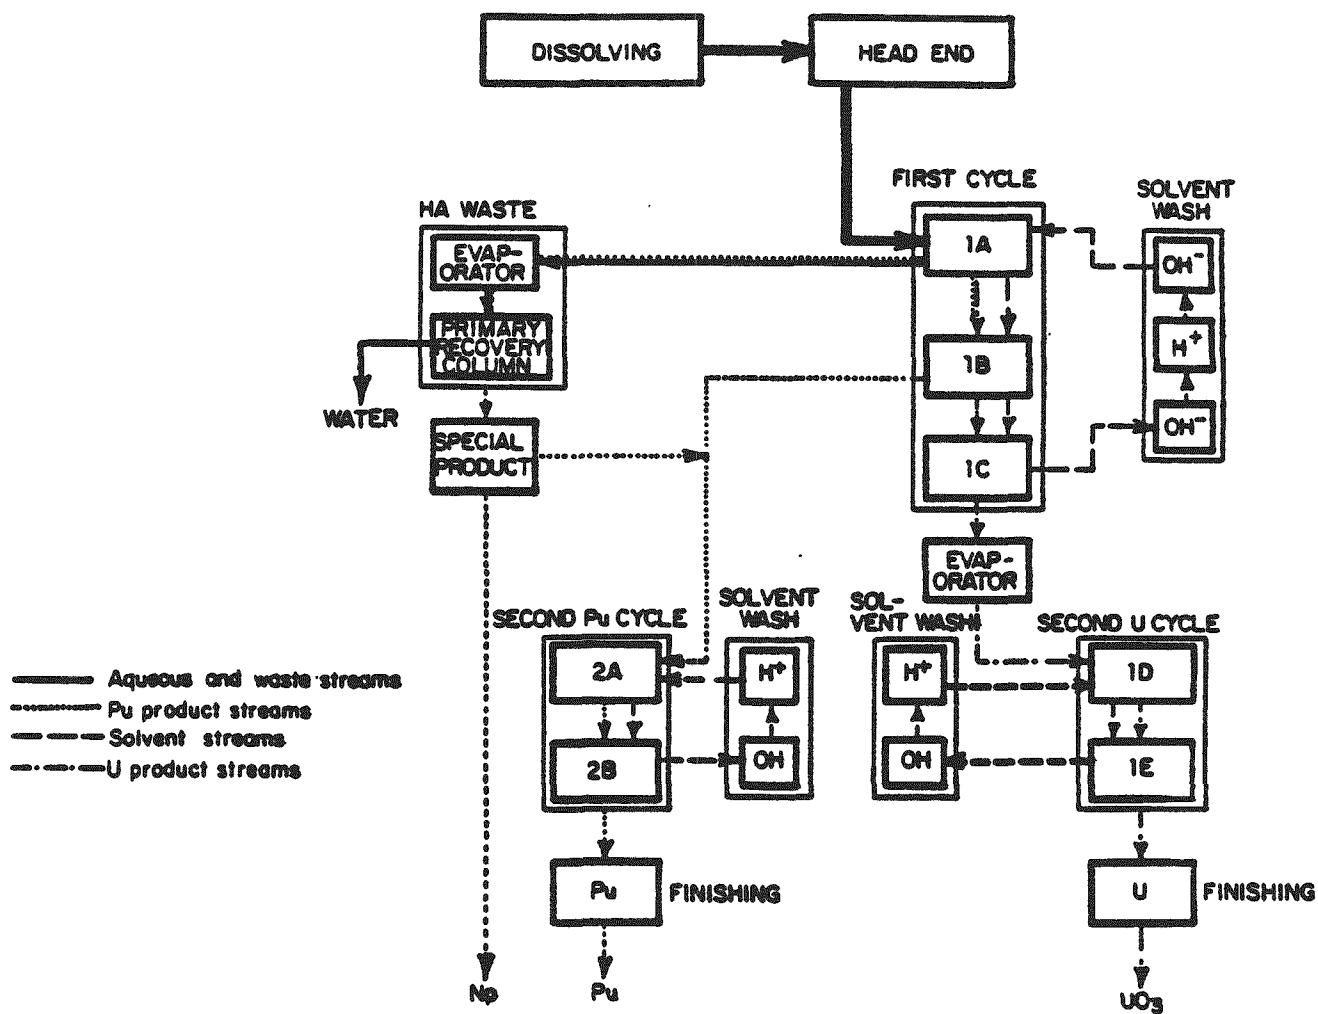 DISSOLVING
HEAD END
FIRST CYCLE
SOLVENT
WASH
HA WASTE
EVAP-
ORATOR
1A
OH⁻
PRIMARY
RECOVERY
COLUMN
1B
H⁺
WATER
SPECIAL
PRODUCT
1C
OH⁻
EVAP-
ORATOR
SECOND Pu CYCLE
SOLVENT
WASH
SOL-
VENT WASH
SECOND U CYCLE
2A
H⁺
H⁺
1D
Aqueous and waste streams
Pu product streams
Solvent streams
U product streams
2B
OH
OH
1E
Pu
FINISHING
U
FINISHING
Np
Pu
UO₃